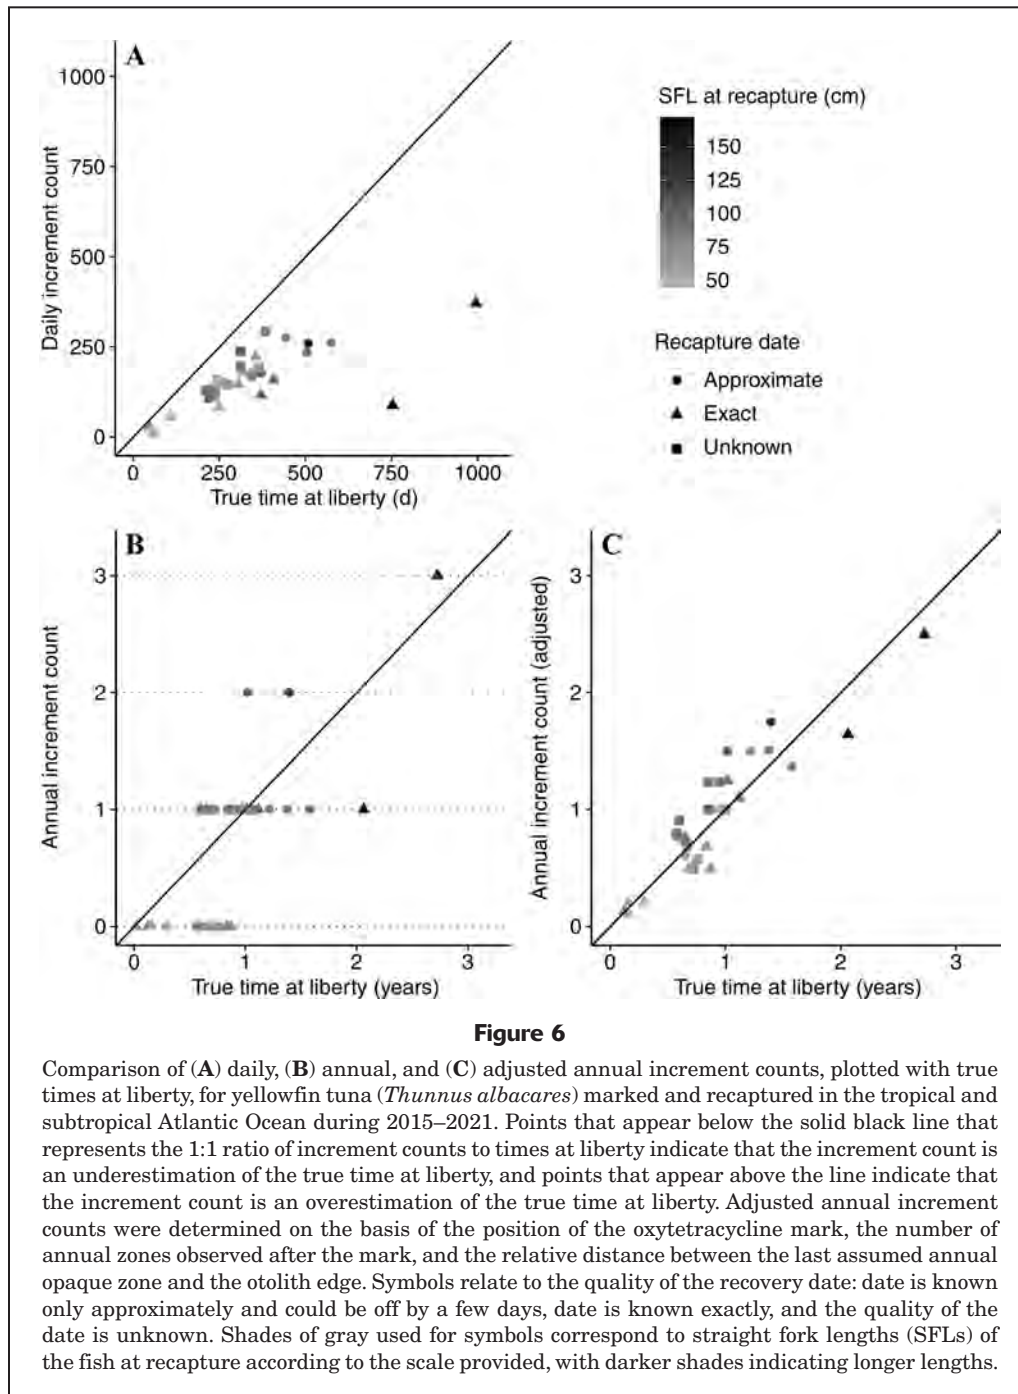 A
1000
750
500
250
0
Daily increment count
0 250 500 750 1000
True time at liberty (d)
SFL at recapture (cm)
150
125
100
75
50
Recapture date
Approximate
Exact
Unknown
B
3
2
1
0
Annual increment count
0 1 2 3
True time at liberty (years)
C
3
2
1
0
Annual increment count (adjusted)
0 1 2 3
True time at liberty (years)
Figure 6
Comparison of (A) daily, (B) annual, and (C) adjusted annual increment counts, plotted with true
times at liberty, for yellowfin tuna (Thunnus albacares) marked and recaptured in the tropical and
subtropical Atlantic Ocean during 2015–2021. Points that appear below the solid black line that
represents the 1:1 ratio of increment counts to times at liberty indicate that the increment count is
an underestimation of the true time at liberty, and points that appear above the line indicate that
the increment count is an overestimation of the true time at liberty. Adjusted annual increment
counts were determined on the basis of the position of the oxytetracycline mark, the number of
annual zones observed after the mark, and the relative distance between the last assumed annual
opaque zone and the otolith edge. Symbols relate to the quality of the recovery date: date is known
only approximately and could be off by a few days, date is known exactly, and the quality of the
date is unknown. Shades of gray used for symbols correspond to straight fork lengths (SFLs) of
the fish at recapture according to the scale provided, with darker shades indicating longer lengths.